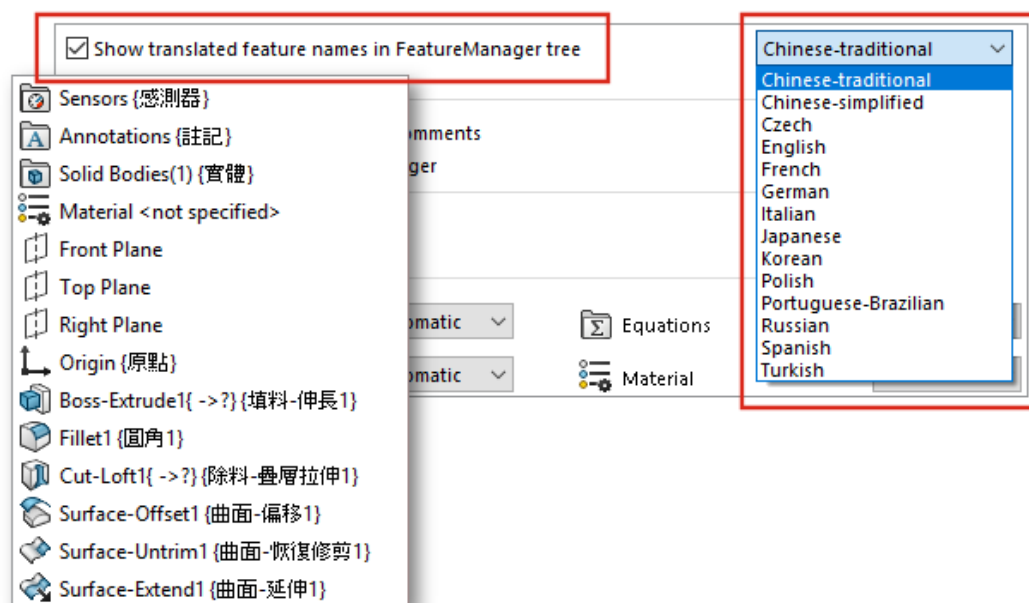 Show translated feature names in FeatureManager tree
Chinese-traditional
Chinese-traditional
Chinese-simplified
Czech
English
French
German
Italian
Japanese
Korean
Polish
Portuguese-Brazilian
Russian
Spanish
Turkish
Sensors {感測器}
Annotations {註記}
Solid Bodies(1) {實體}
Material <not specified>
Front Plane
Top Plane
Right Plane
Origin {原點}
Boss-Extrude1{ ->?} {填料-伸長1}
Fillet1 {圓角1}
Cut-Loft1{ ->?} {除料-疊層拉伸1}
Surface-Offset1 {曲面-偏移1}
Surface-Untrim1 {曲面-恢復修剪1}
Surface-Extend1 {曲面-延伸1}
Equations
Material